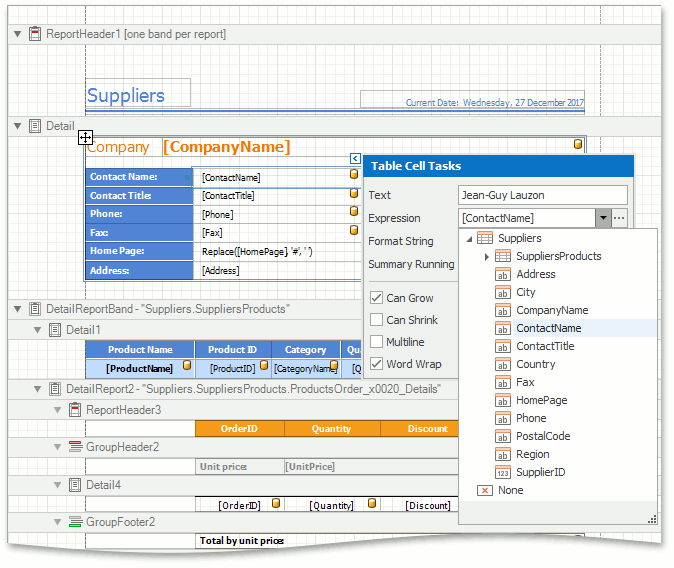 ReportHeader1 [one band per report]
Suppliers
Current Date: Wednesday, 27 December 2017
Detail
Company [CompanyName]
Contact Name: [ContactName]
Contact Title: [ContactTitle]
Phone: [Phone]
Fax: [Fax]
Home Page: Replace([HomePage], '#', ' ')
Address: [Address]
Table Cell Tasks
Text Jean-Guy Lauzon
Expression [ContactName]
Format String
Summary Running
Can Grow
Can Shrink
Multiline
Word Wrap
Suppliers
SuppliersProducts
Address
City
CompanyName
ContactName
ContactTitle
Country
Fax
HomePage
Phone
PostalCode
Region
SupplierID
None
DetailReportBand - "Suppliers.SuppliersProducts"
Detail1
Product Name Product ID Category
[ProductName] [ProductID] [CategoryName]
DetailReport2 - "Suppliers.SuppliersProducts.ProductsOrder_x0020_Details"
ReportHeader3
OrderID Quantity Discount
GroupHeader2
Unit price: [UnitPrice]
Detail4
[OrderID] [Quantity] [Discount]
GroupFooter2
Total by unit price: